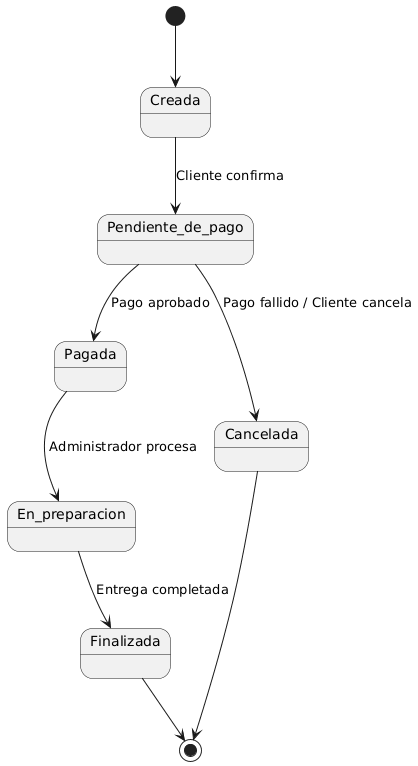 Creada
Cliente confirma
Pendiente_de_pago
Pago aprobado
Pago fallido / Cliente cancela
Pagada
Cancelada
Administrador procesa
En_preparacion
Entrega completada
Finalizada